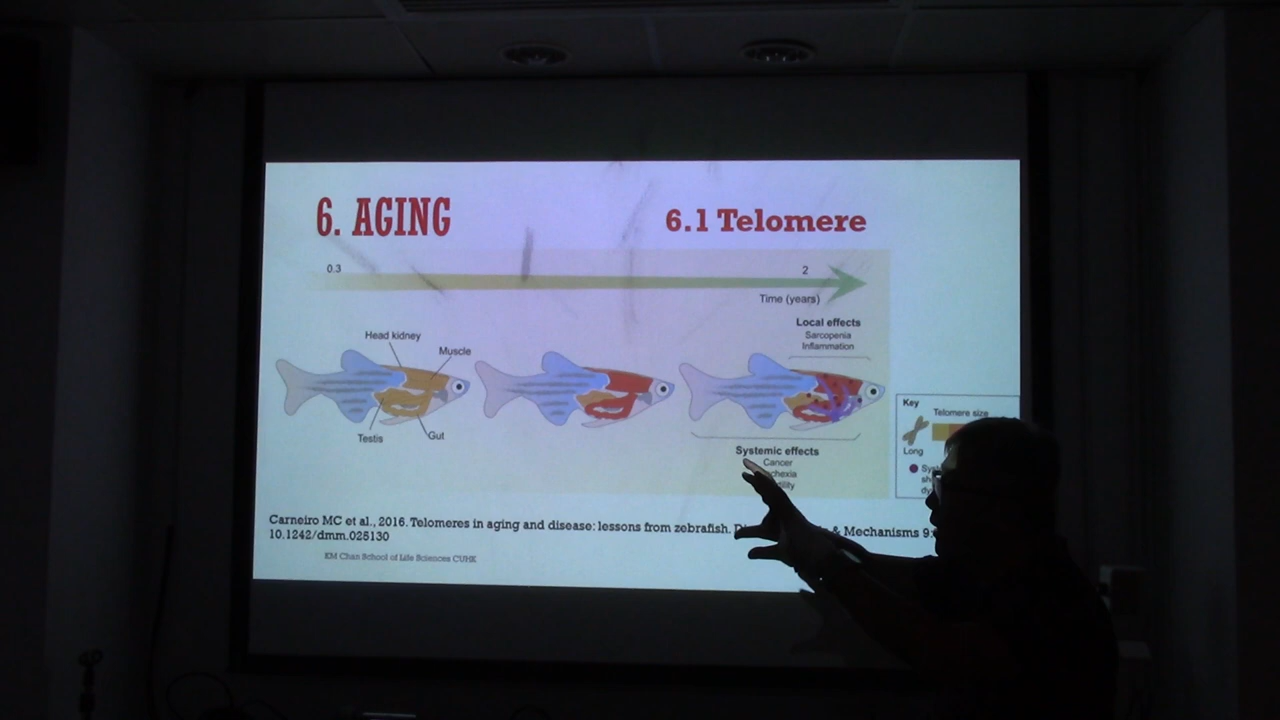 6. AGING
6.1 Telomere
0.3
2
Time (years)
Local effects
Sarcopenia
Inflammation
Head kidney
Muscle
Testis
Gut
Systemic effects
Cancer
Key
Telomere size
Long
Carneiro MC et al., 2016. Telomeres in aging and disease: lessons from zebrafish. & Mechanisms 9:
10.1242/dmm.025130
KM Chan School of Life Sciences CUHK